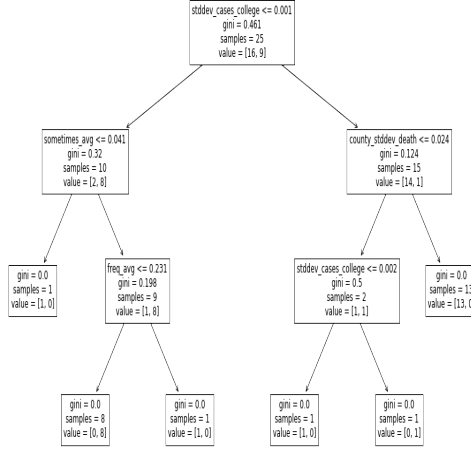 stddev_cases_college <= 0.001
gini = 0.461
samples = 25
value = [16, 9]
sometimes_avg <= 0.041
gini = 0.32
samples = 10
value = [2, 8]
county_stddev_death <= 0.024
gini = 0.124
samples = 15
value = [14, 1]
gini = 0.0
samples = 1
value = [1, 0]
freq_avg <= 0.231
gini = 0.198
samples = 9
value = [1, 8]
stddev_cases_college <= 0.002
gini = 0.5
samples = 2
value = [1, 1]
gini = 0.0
samples = 13
value = [13, 0
gini = 0.0
samples = 8
value = [0, 8]
gini = 0.0
samples = 1
value = [1, 0]
gini = 0.0
samples = 1
value = [1, 0]
gini = 0.0
samples = 1
value = [0, 1]